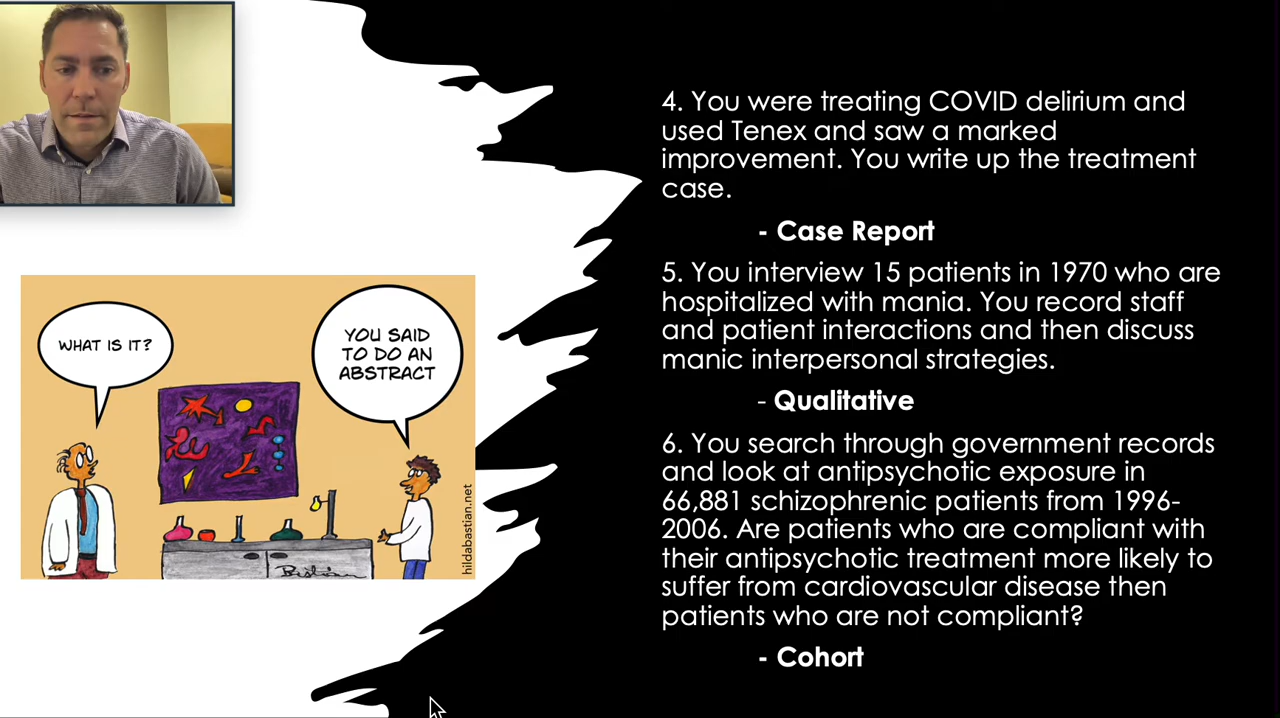 WHAT IS IT?
YOU SAID
TO DO AN
ABSTRACT
hildabastian.net
4. You were treating COVID delirium and
used Tenex and saw a marked
improvement. You write up the treatment
case.
- Case Report
5. You interview 15 patients in 1970 who are
hospitalized with mania. You record staff
and patient interactions and then discuss
manic interpersonal strategies.
- Qualitative
6. You search through government records
and look at antipsychotic exposure in
66,881 schizophrenic patients from 1996-
2006. Are patients who are compliant with
their antipsychotic treatment more likely to
suffer from cardiovascular disease then
patients who are not compliant?
- Cohort